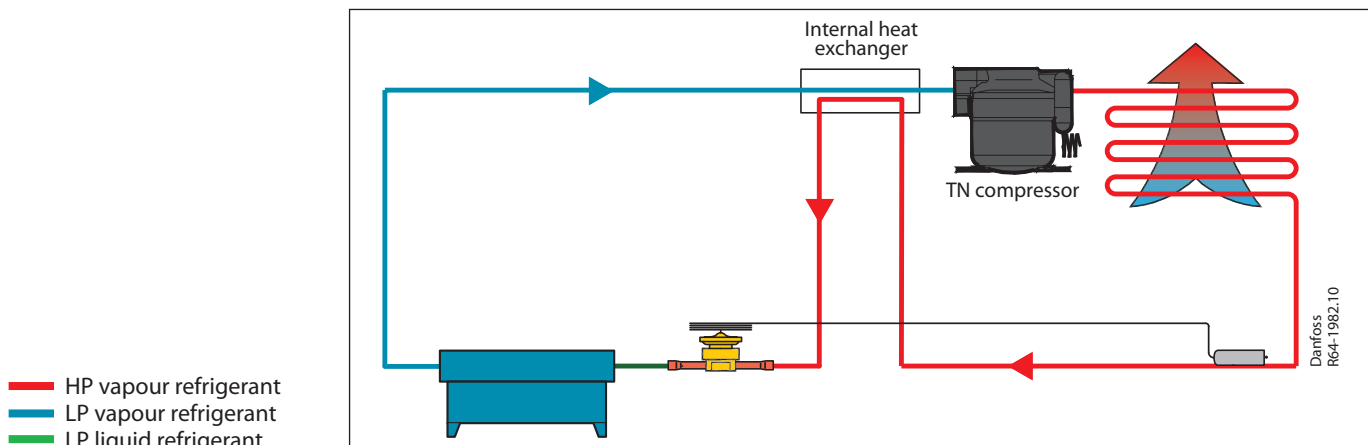 Internal heat
exchanger
TN compressor
Danfoss
R64-1982.10
HP vapour refrigerant
LP vapour refrigerant
LP liquid refrigerant